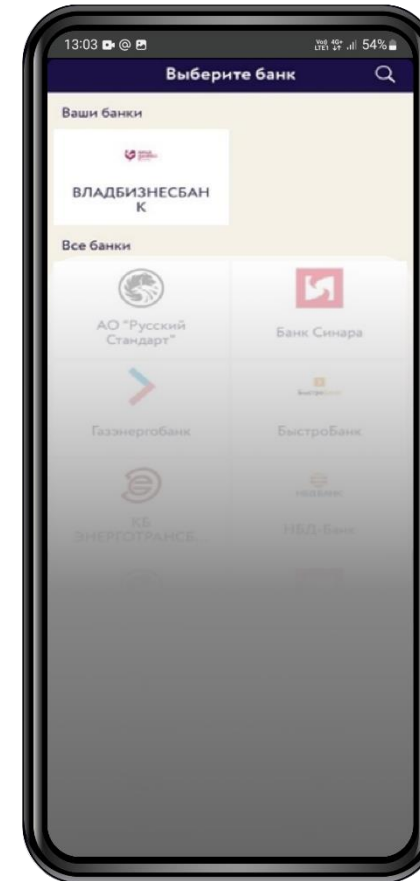 13:03
54%
Выберите банк
Ваши банки
ВЛАДБИЗНЕСБАН
К
Все банки
АО "Русский
Стандарт"
Банк Синара
Газэнергобанк
БыстроБанк
КБ
ЭНЕРГОТРАНСБ...
НБД-Банк